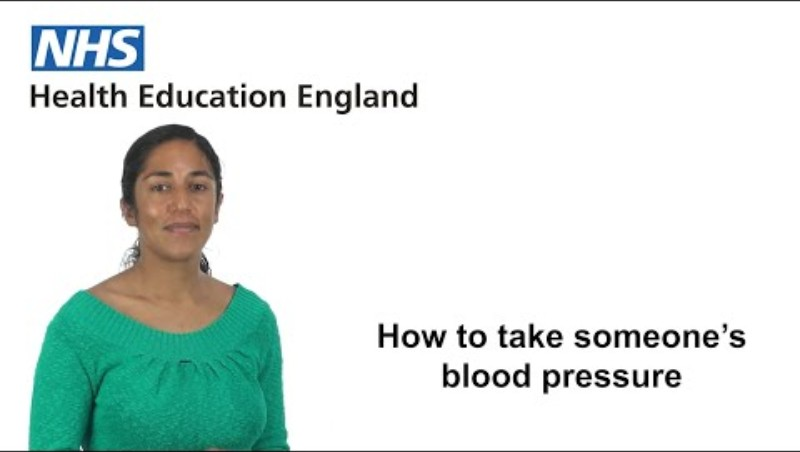 NHS
Health Education England
How to take someone’s
blood pressure